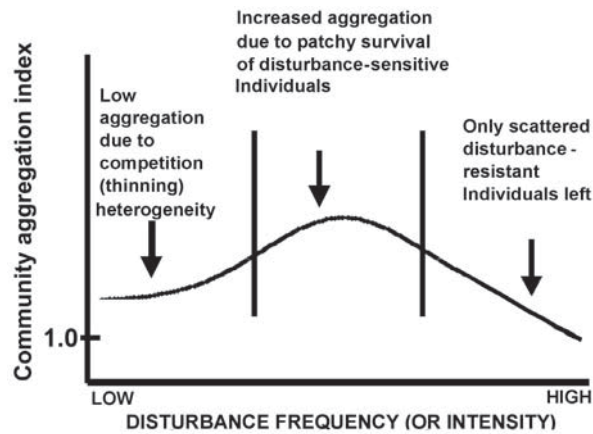 Increased aggregation
due to patchy survival
of disturbance-sensitive
Individuals
Low
aggregation
due to
competition
(thinning)
heterogeneity
Only scattered
disturbance -
resistant
Individuals left
Community aggregation index
1.0
LOW
HIGH
DISTURBANCE FREQUENCY (OR INTENSITY)